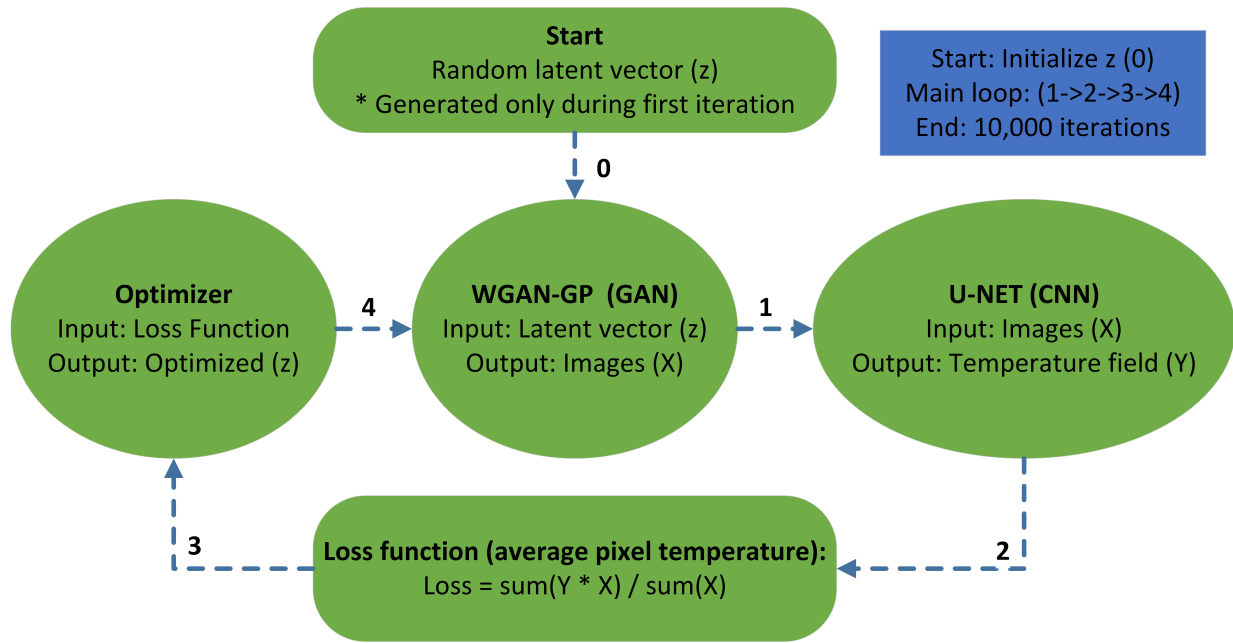 Start
Random latent vector (z)
* Generated only during first iteration
Start: Initialize z (0)
Main loop: (1->2->3->4)
End: 10,000 iterations
0
Optimizer
Input: Loss Function
Output: Optimized (z)
4
WGAN-GP (GAN)
Input: Latent vector (z)
Output: Images (X)
1
U-NET (CNN)
Input: Images (X)
Output: Temperature field (Y)
3
Loss function (average pixel temperature):
Loss = sum(Y * X) / sum(X)
2